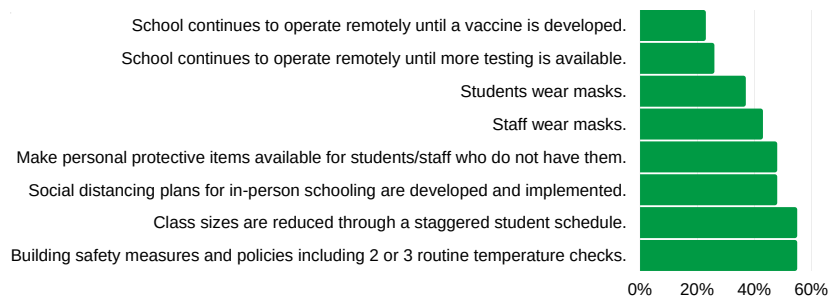 School continues to operate remotely until a vaccine is developed.
School continues to operate remotely until more testing is available.
Students wear masks.
Staff wear masks.
Make personal protective items available for students/staff who do not have them.
Social distancing plans for in-person schooling are developed and implemented.
Class sizes are reduced through a staggered student schedule.
Building safety measures and policies including 2 or 3 routine temperature checks.
0% 20% 40% 60%